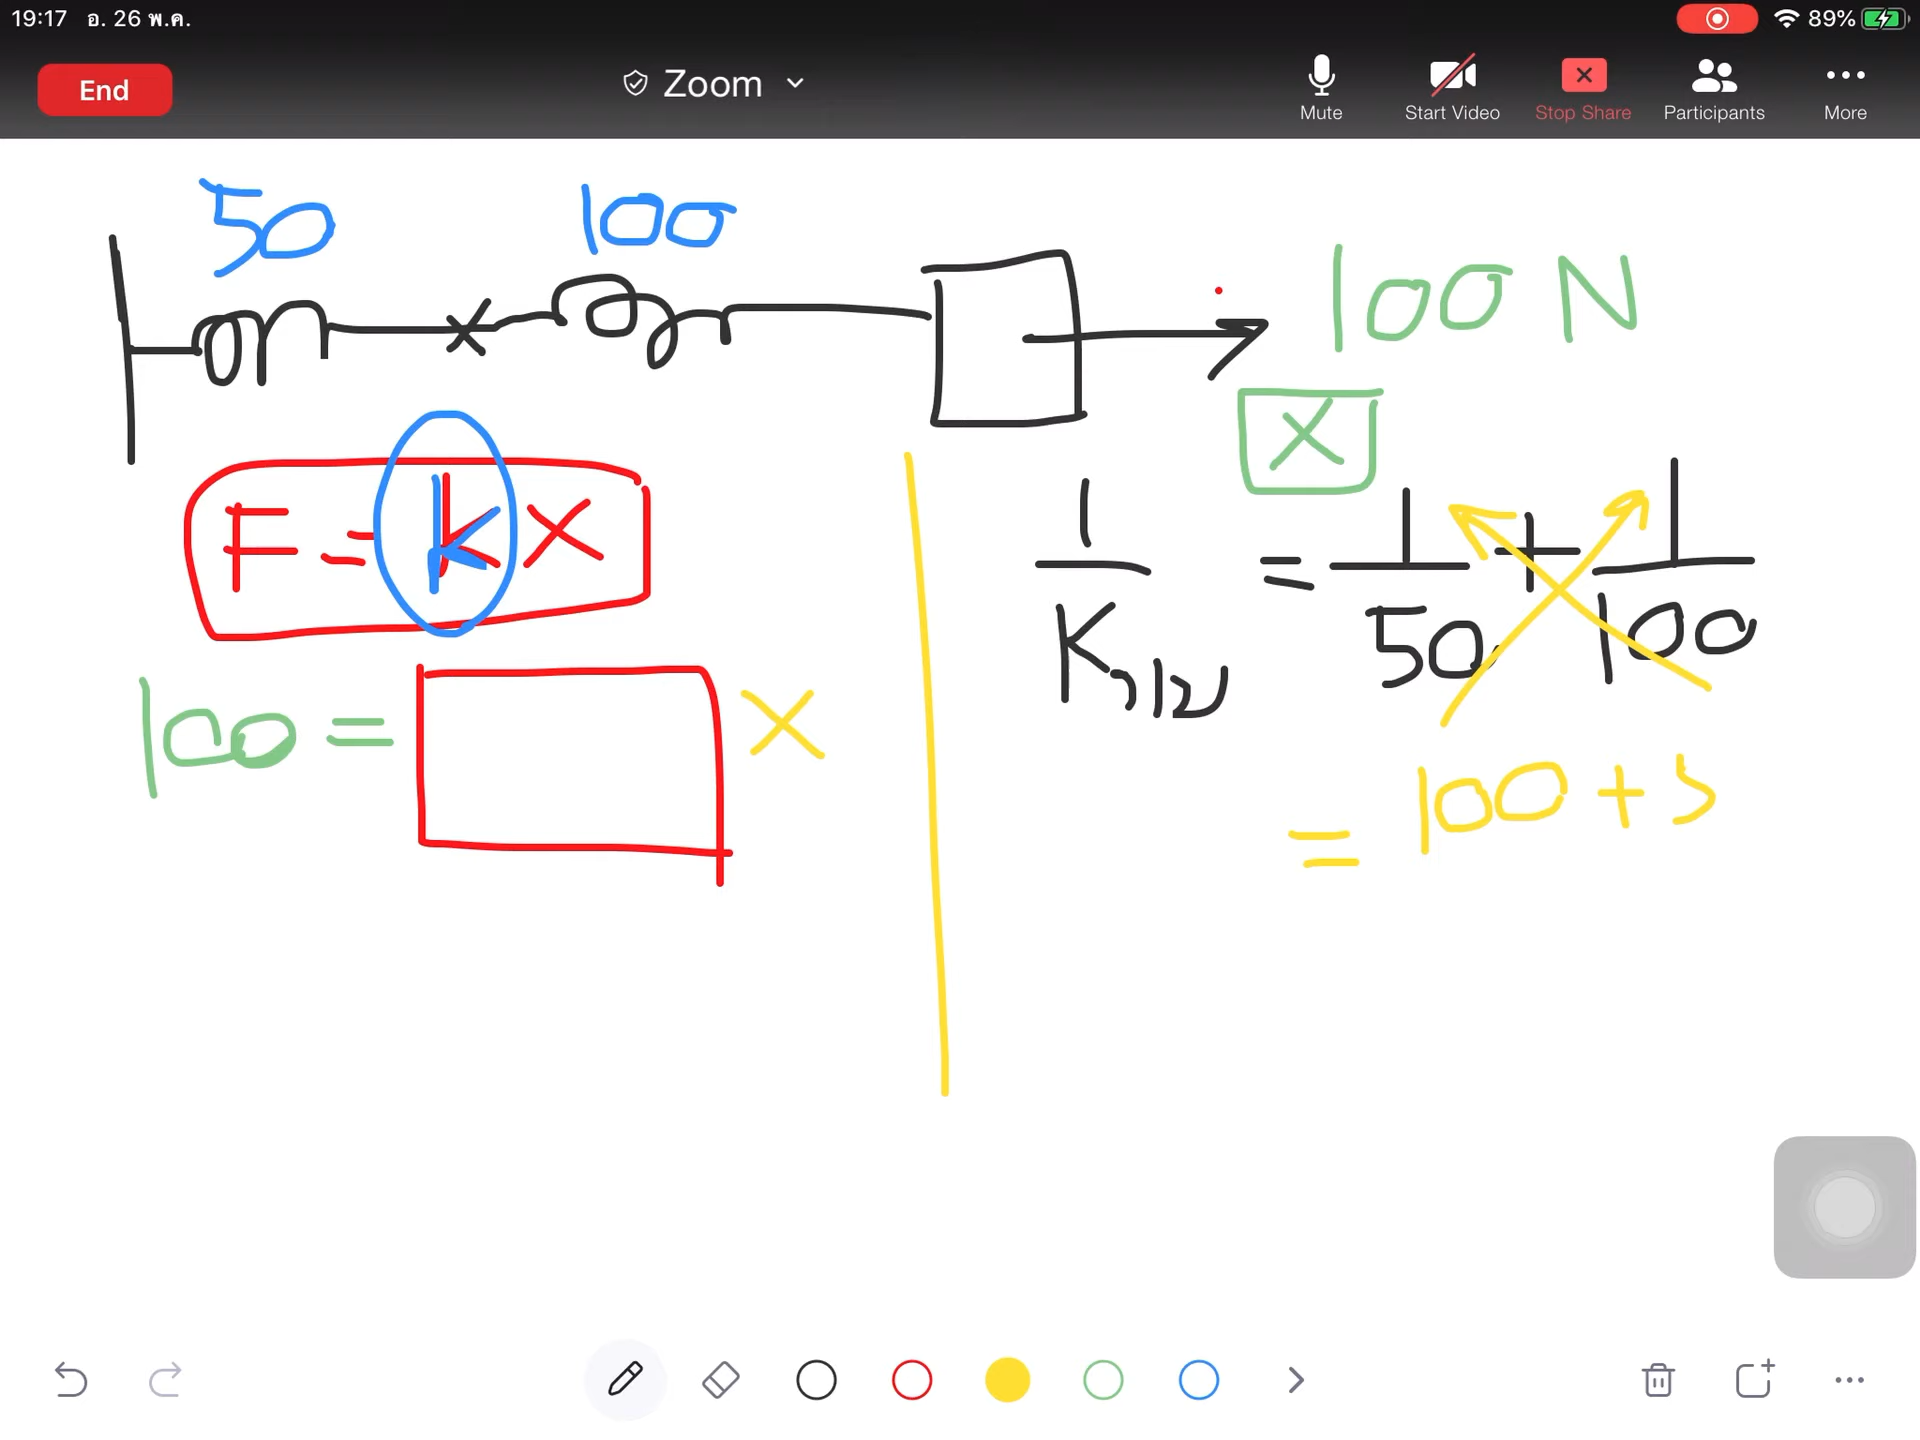 19:17 อ. 26 พ.ค.
89%
End
Zoom
Mute
Start Video
Stop Share
Participants
More
50
100
100 N
X
F = kX
1/Kรวม = 1/50 + 1/100
100 = X
= 100 + 5